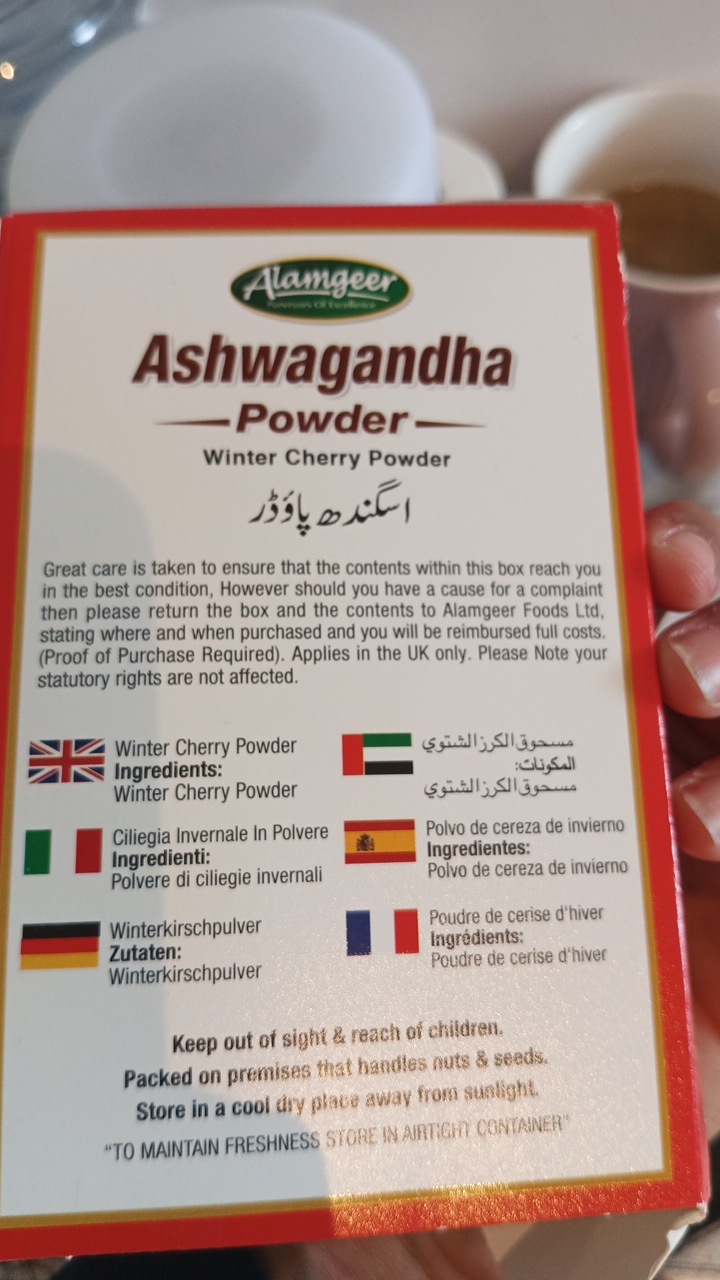 Alamgeer
Ashwagandha
Powder
Winter Cherry Powder
اسگندھ پاؤڈر
Great care is taken to ensure that the contents within this box reach you
in the best condition, However should you have a cause for a complaint
then please return the box and the contents to Alamgeer Foods Ltd,
stating where and when purchased and you will be reimbursed full costs.
(Proof of Purchase Required). Applies in the UK only. Please Note your
statutory rights are not affected.
Winter Cherry Powder
Ingredients:
Winter Cherry Powder
مسحوق الكرز الشتوي
المكونات:
مسحوق الكرز الشتوي
Ciliegia Invernale In Polvere
Ingredienti:
Polvere di ciliegie invernali
Polvo de cereza de invierno
Ingredientes:
Polvo de cereza de invierno
Winterkirschpulver
Zutaten:
Winterkirschpulver
Poudre de cerise d'hiver
Ingrédients:
Poudre de cerise d'hiver
Keep out of sight & reach of children.
Packed on premises that handles nuts & seeds.
Store in a cool dry place away from sunlight.
"TO MAINTAIN FRESHNESS STORE IN AIRTIGHT CONTAINER"